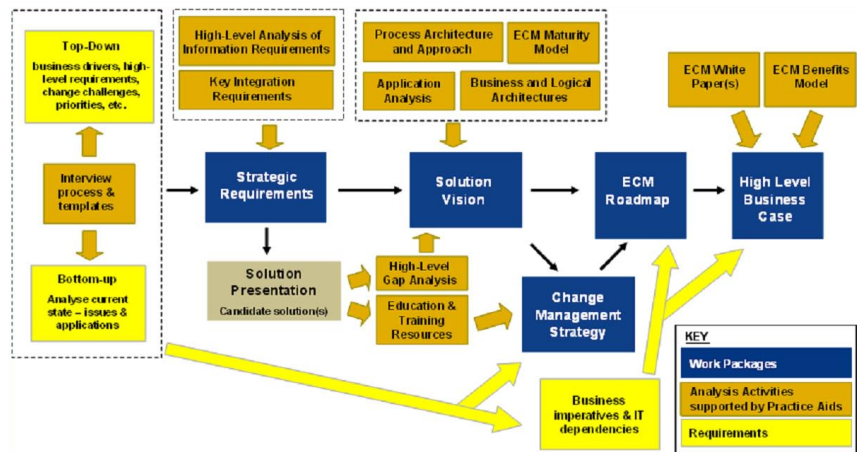 Top-Down
business drivers, high-
level requirements,
change challenges,
priorities, etc.
Interview
process &
templates
Bottom-up
Analyse current
state – issues &
applications
High-Level Analysis of
Information Requirements
Key Integration
Requirements
Strategic
Requirements
Solution
Presentation
Candidate solution(s)
Process Architecture
and Approach
ECM Maturity
Model
Application
Analysis
Business and Logical
Architectures
Solution
Vision
High-Level
Gap Analysis
Education &
Training
Resources
Change
Management
Strategy
ECM
Roadmap
ECM White
Paper(s)
ECM Benefits
Model
High Level
Business
Case
Business
imperatives & IT
dependencies
KEY
Work Packages
Analysis Activities
supported by Practice Aids
Requirements